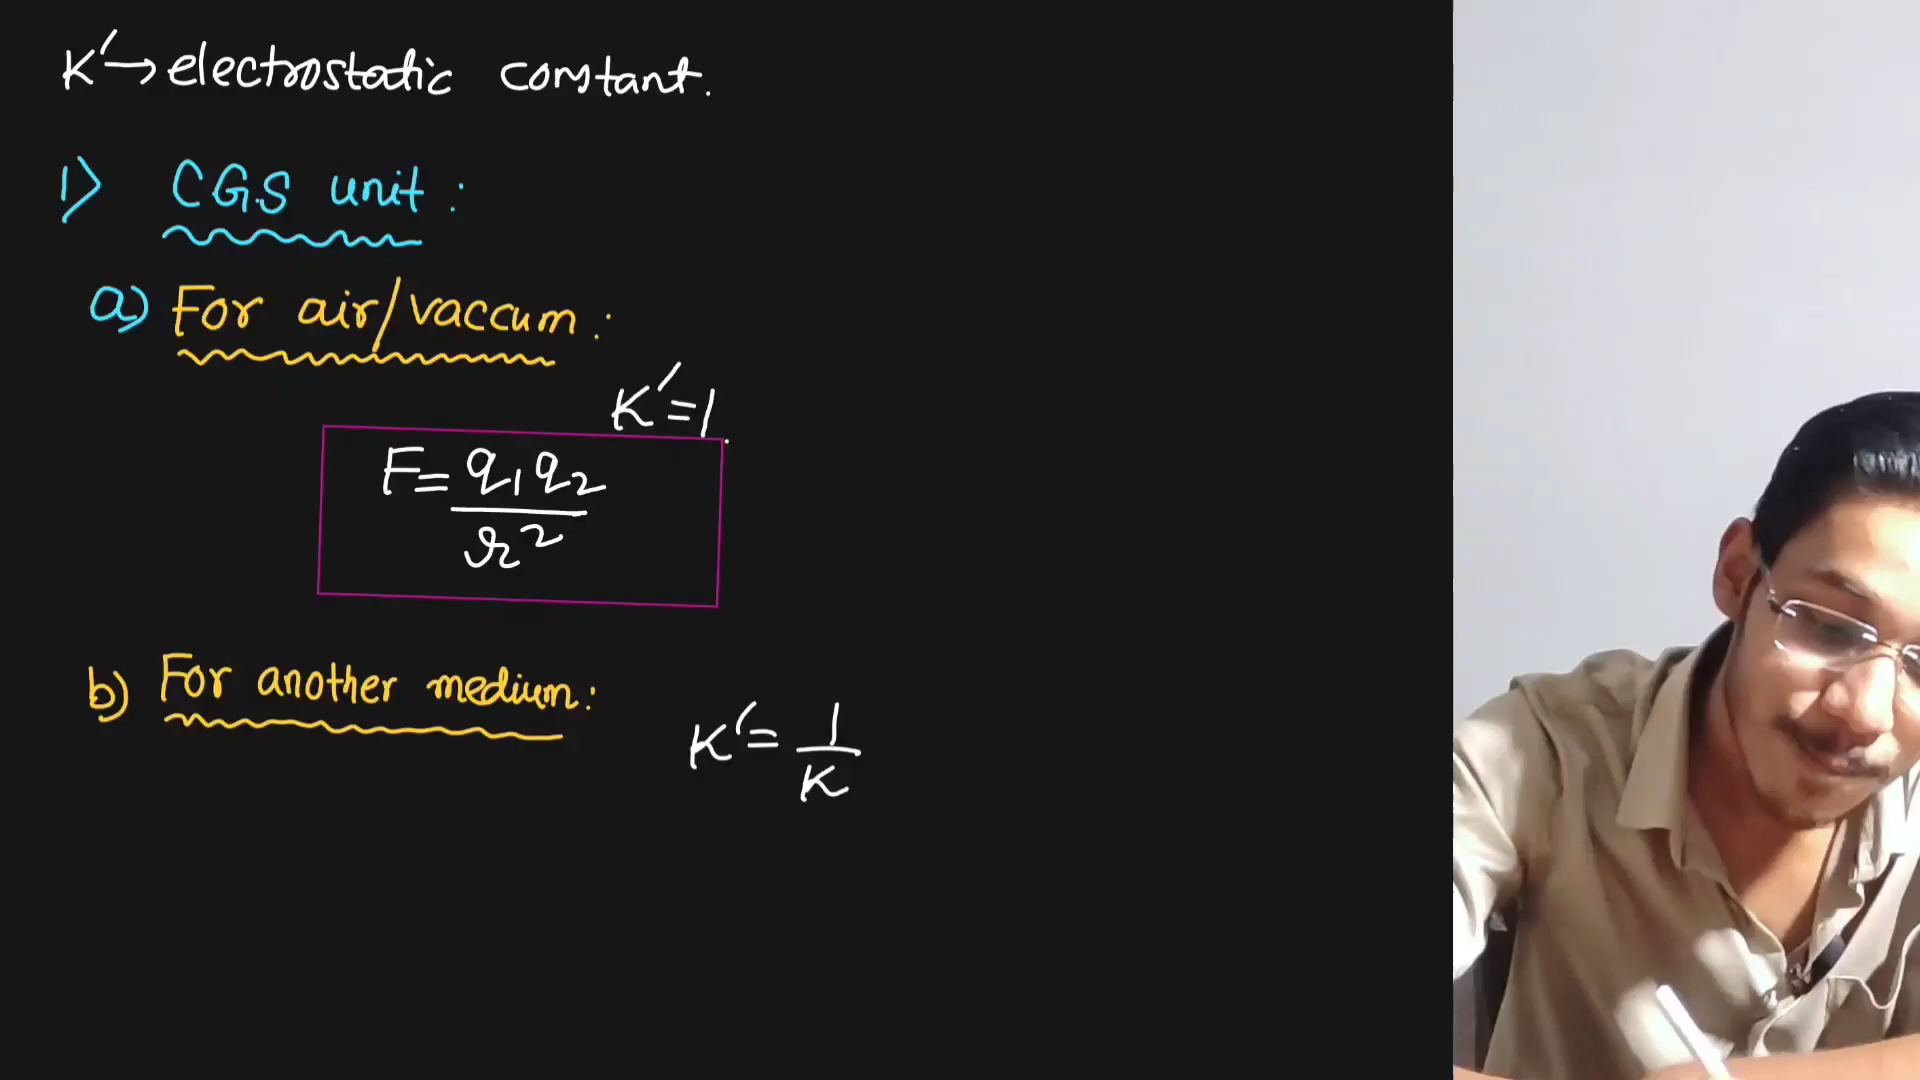 K′→electrostatic constant.
1) CGS unit :
a) For air/vaccum :
K′=1.
F= q₁q₂
r²
b) For another medium:
K′= 1
K